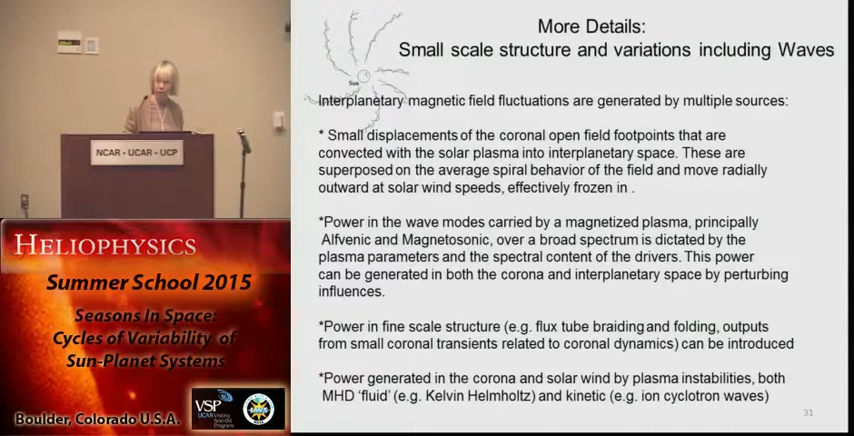 NCAR - UCAR - UCP
HELIOPHYSICS
Summer School 2015
Seasons In Space:
Cycles of Variability of
Sun-Planet Systems
VSP
UCAR Visiting
Scientist
Programs
Boulder, Colorado U.S.A.
More Details:
Small scale structure and variations including Waves
Sun
Interplanetary magnetic field fluctuations are generated by multiple sources:
* Small displacements of the coronal open field footpoints that are
convected with the solar plasma into interplanetary space. These are
superposed on the average spiral behavior of the field and move radially
outward at solar wind speeds, effectively frozen in .
*Power in the wave modes carried by a magnetized plasma, principally
Alfvenic and Magnetosonic, over a broad spectrum is dictated by the
plasma parameters and the spectral content of the drivers. This power
can be generated in both the corona and interplanetary space by perturbing
influences.
*Power in fine scale structure (e.g. flux tube braiding and folding, outputs
from small coronal transients related to coronal dynamics) can be introduced
*Power generated in the corona and solar wind by plasma instabilities, both
MHD 'fluid' (e.g. Kelvin Helmholtz) and kinetic (e.g. ion cyclotron waves)
31